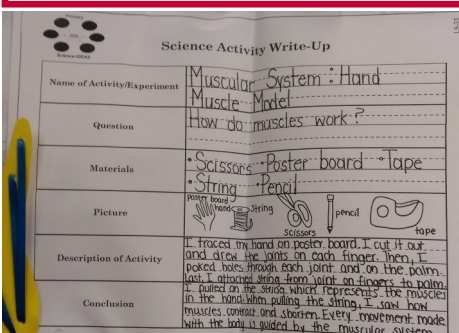 Primary
Science IDEAS
Science Activity Write-Up
Name of Activity/Experiment
Muscular System: Hand
Muscle Model
Question
How do muscles work?
Materials
•Scissors •Poster board •Tape
•String •Pencil
Picture
poster board
hand
string
scissors
pencil
tape
Description of Activity
I traced my hand on poster board. I cut it out
and drew the joints on each finger. Then, I
poked holes through each joint and on the palm.
Last, I attached string from joint on fingers to palm.
Conclusion
I pulled on the string which represents the muscles
in the hand. When pulling the string, I saw how
muscles contract and shorten. Every movement made
with the body is guided by the muscular system.